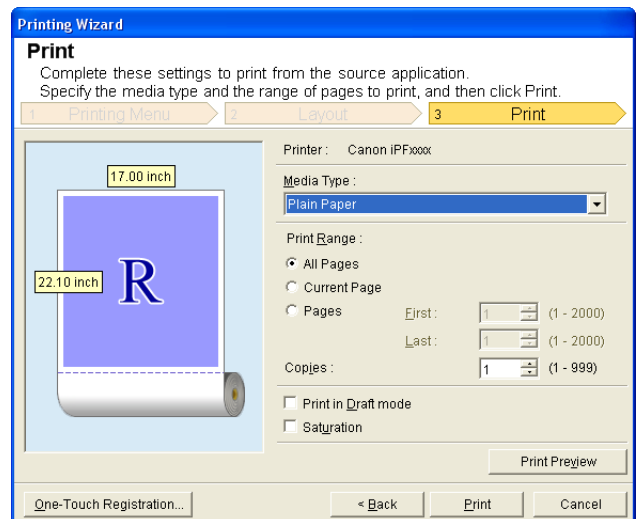 Printing Wizard
Print
Complete these settings to print from the source application.
Specify the media type and the range of pages to print, and then click Print.
1 Printing Menu 2 Layout 3 Print
Printer : Canon iPFxxxx
17.00 inch
Media Type :
Plain Paper
Print Range :
All Pages
22.10 inch
R
Current Page
Pages First : 1 (1 - 2000)
Last : 1 (1 - 2000)
Copies : 1 (1 - 999)
Print in Draft mode
Saturation
Print Preview
One-Touch Registration... < Back Print Cancel